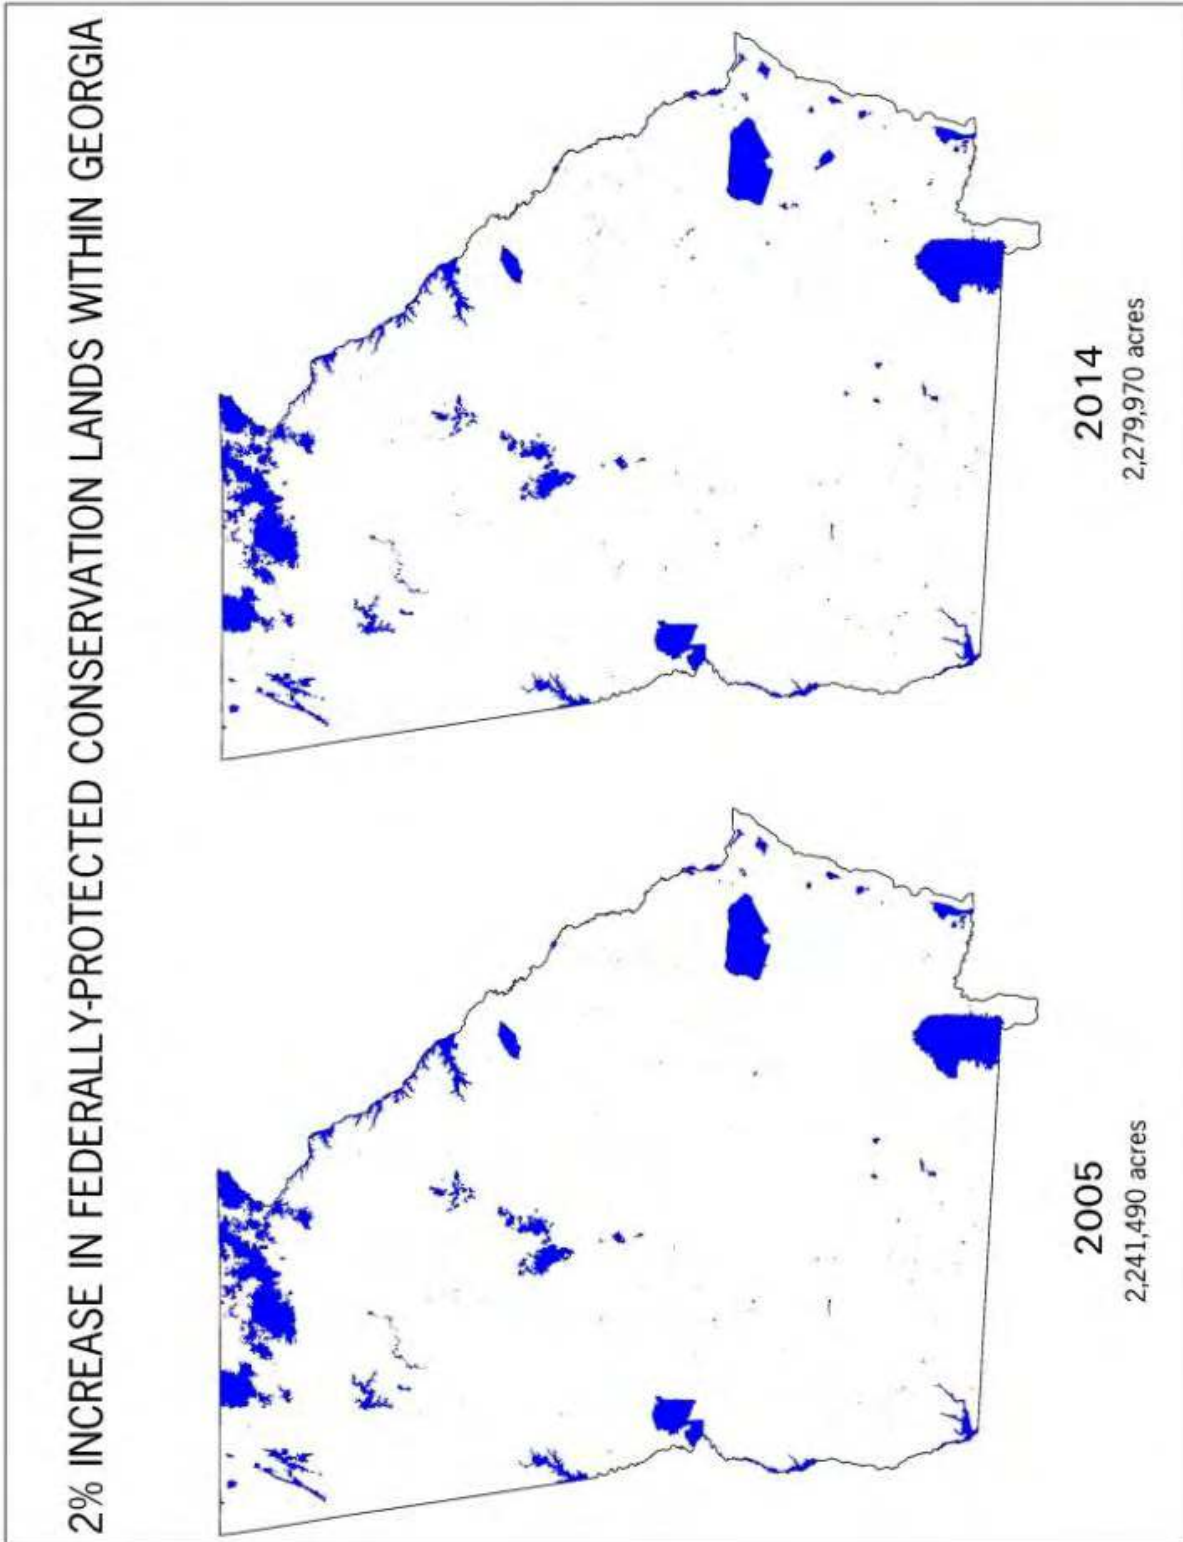 2% INCREASE IN FEDERALLY-PROTECTED CONSERVATION LANDS WITHIN GEORGIA
2005
2,241,490 acres
2014
2,279,970 acres